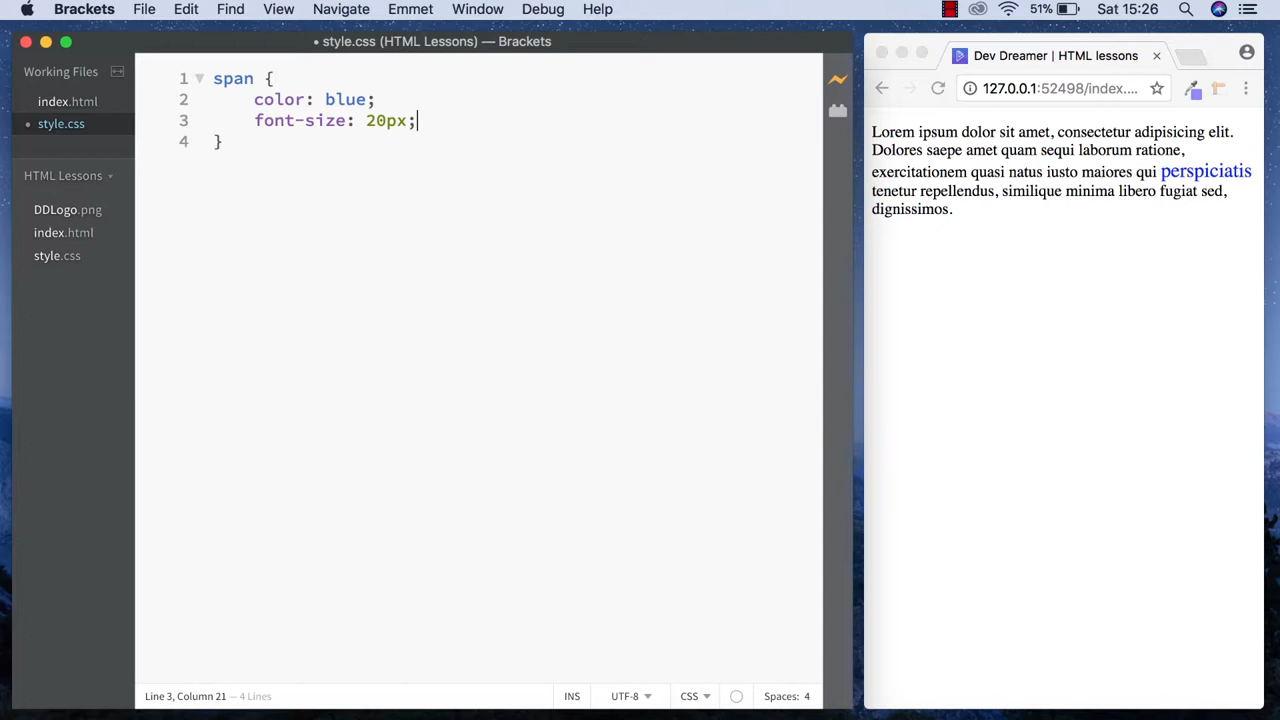 Brackets File Edit Find View Navigate Emmet Window Debug Help 51% Sat 15:26
• style.css (HTML Lessons) — Brackets
Working Files
index.html
• style.css
HTML Lessons
DDLogo.png
index.html
style.css
1 span {
2 color: blue;
3 font-size: 20px;
4 }
Line 3, Column 21 — 4 Lines INS UTF-8 CSS Spaces: 4
Dev Dreamer | HTML lessons
127.0.0.1:52498/index....
Lorem ipsum dolor sit amet, consectetur adipisicing elit.
Dolores saepe amet quam sequi laborum ratione,
exercitationem quasi natus iusto maiores qui perspiciatis
tenetur repellendus, similique minima libero fugiat sed,
dignissimos.